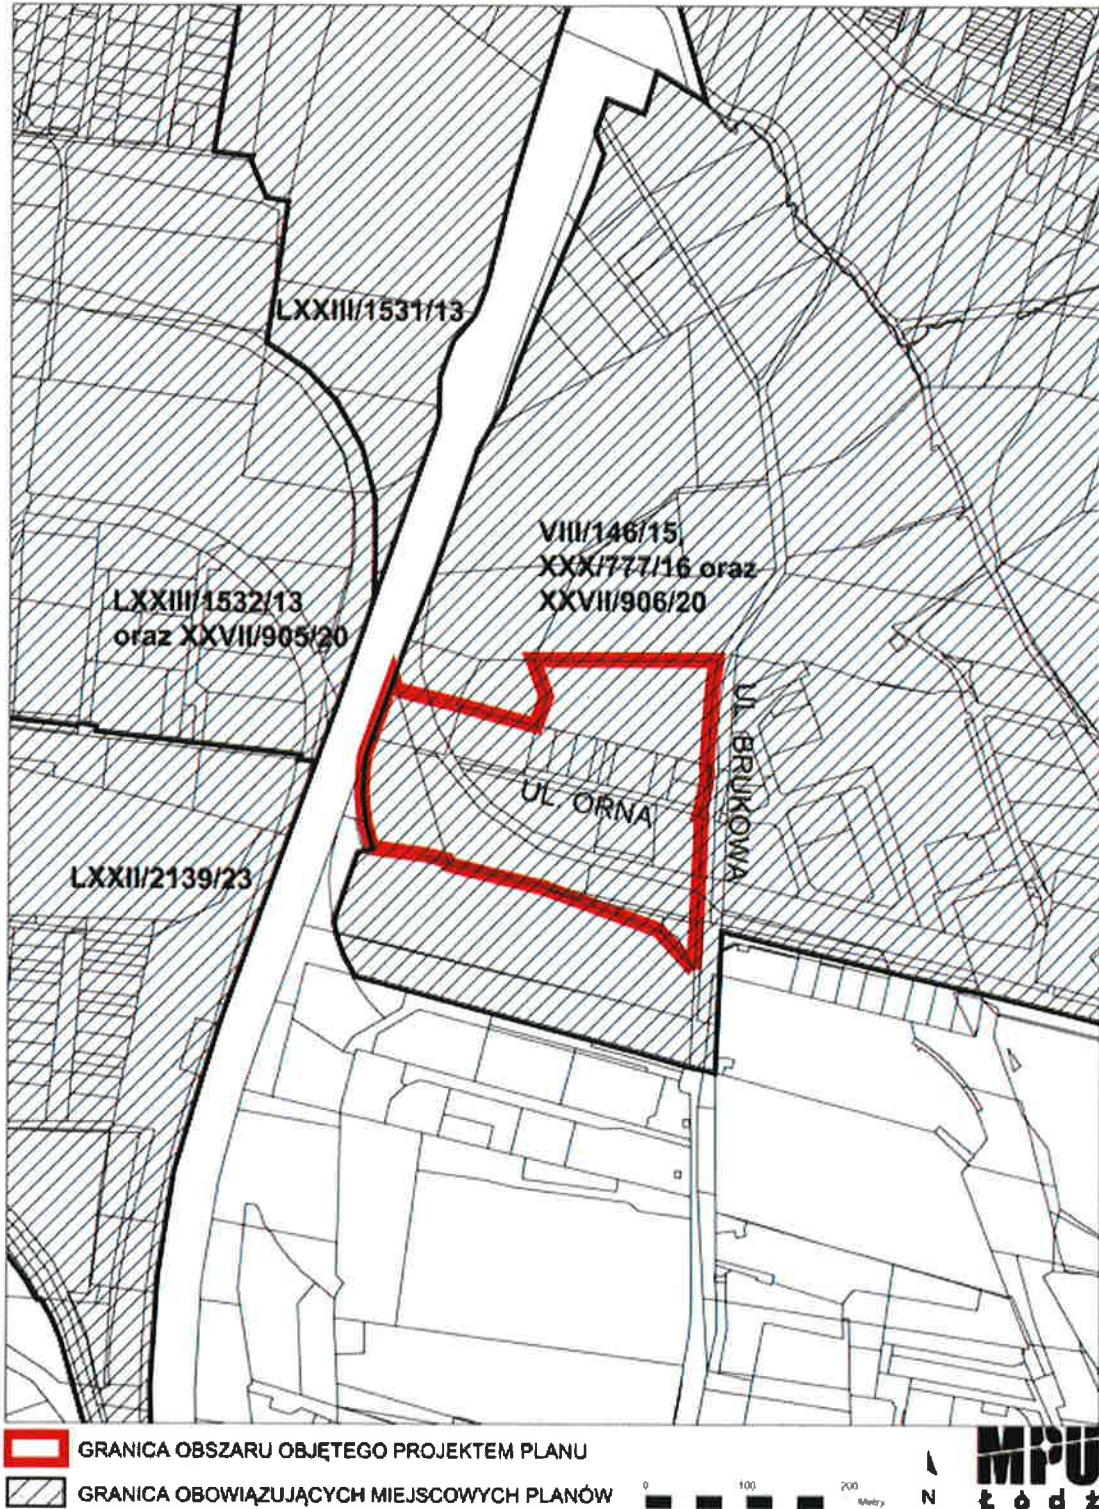 LXXIII/1531/13
VIII/146/15,
XXX/777/16 oraz
XXVII/906/20
LXXIII/1532/13
oraz XXVII/905/20
UL. BRUKOWA
UL. ORNA
LXXII/2139/23
GRANICA OBSZARU OBJĘTEGO PROJEKTEM PLANU
GRANICA OBOWIĄZUJĄCYCH MIEJSCOWYCH PLANÓW
0 100 200
Metry
N
MPU
Łódź